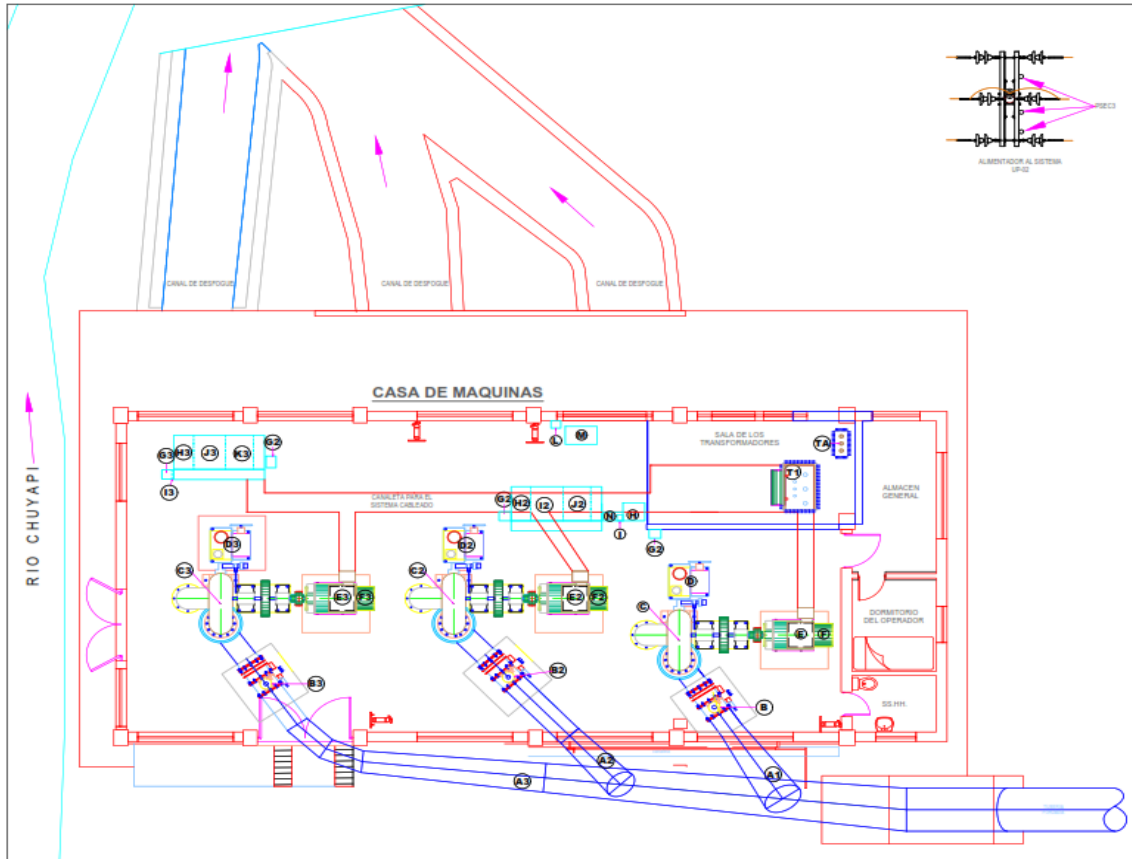 PSEC3
ALIMENTADOR AL SISTEMA
UP-02
CANAL DE DESFOGUE
CANAL DE DESFOGUE
CANAL DE DESFOGUE
CASA DE MAQUINAS
RIO CHUYAPI
G3
H3
J3
K3
G2
I3
L
M
SALA DE LOS
TRANSFORMADORES
TA
T1
ALMACEN
GENERAL
CANALETA PARA EL
SISTEMA CABLEADO
G2
H2
I2
J2
N
H
I
G2
D3
C3
E3
F3
D2
C2
E2
F2
D
C
E
F
DORMITORIO
DEL OPERADOR
B3
B2
B
SS.HH.
A3
A2
A1